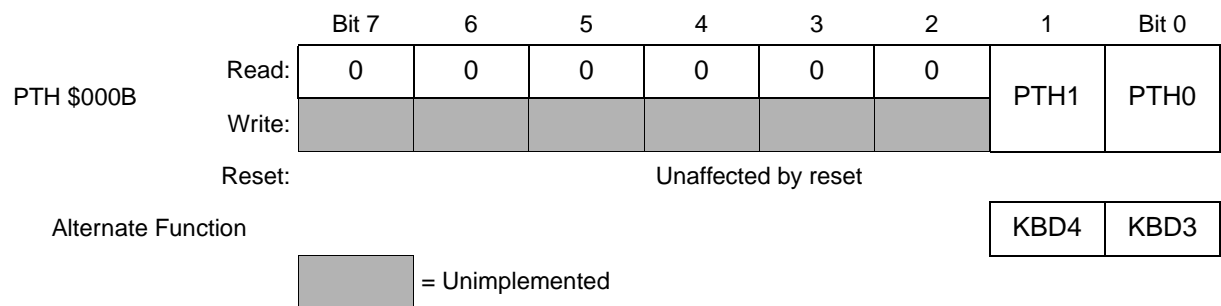 Bit 7 6 5 4 3 2 1 Bit 0
PTH $000B
Read: 0 0 0 0 0 0 PTH1 PTH0
Write:
Reset: Unaffected by reset
Alternate Function KBD4 KBD3
= Unimplemented